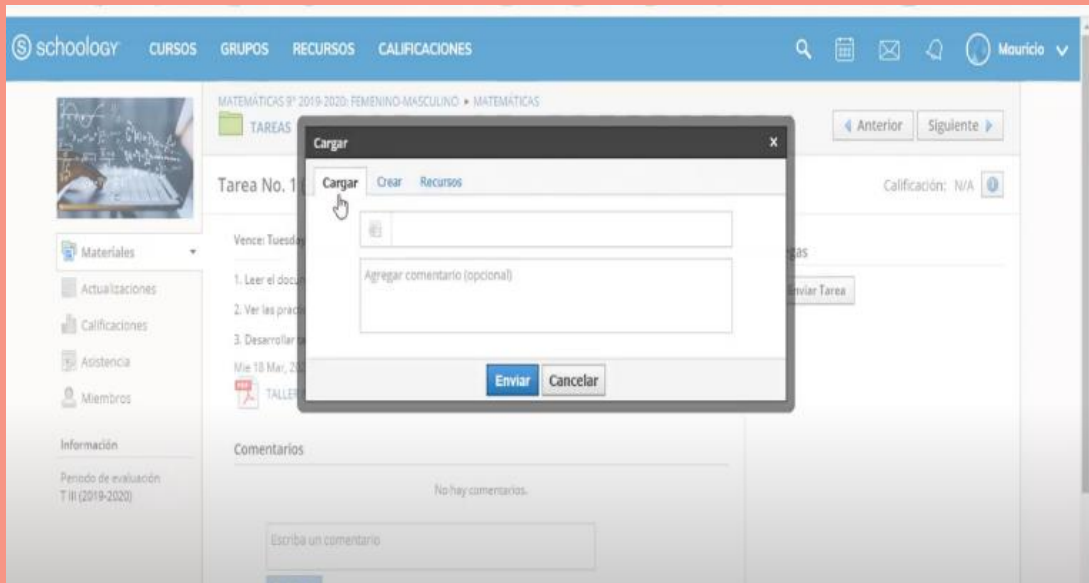 schoology CURSOS GRUPOS RECURSOS CALIFICACIONES Mauricio
MATEMÁTICAS 9° 2019-2020: FEMENINO-MASCULINO ▸ MATEMÁTICAS
TAREAS
Anterior Siguiente
Cargar x
Tarea No. 1
Cargar Crear Recursos
Calificación: N/A
Materiales
Actualizaciones
Calificaciones
Asistencia
Miembros
Información
Periodo de evaluación
T III (2019-2020)
Vence: Tuesday
1. Leer el
2. Ver las
3. Desarrollar
Mie 18 Mar,
PDF TALLER
Agregar comentario (opcional)
Enviar Cancelar
Enviar Tarea
Comentarios
No hay comentarios.
Escriba un comentario